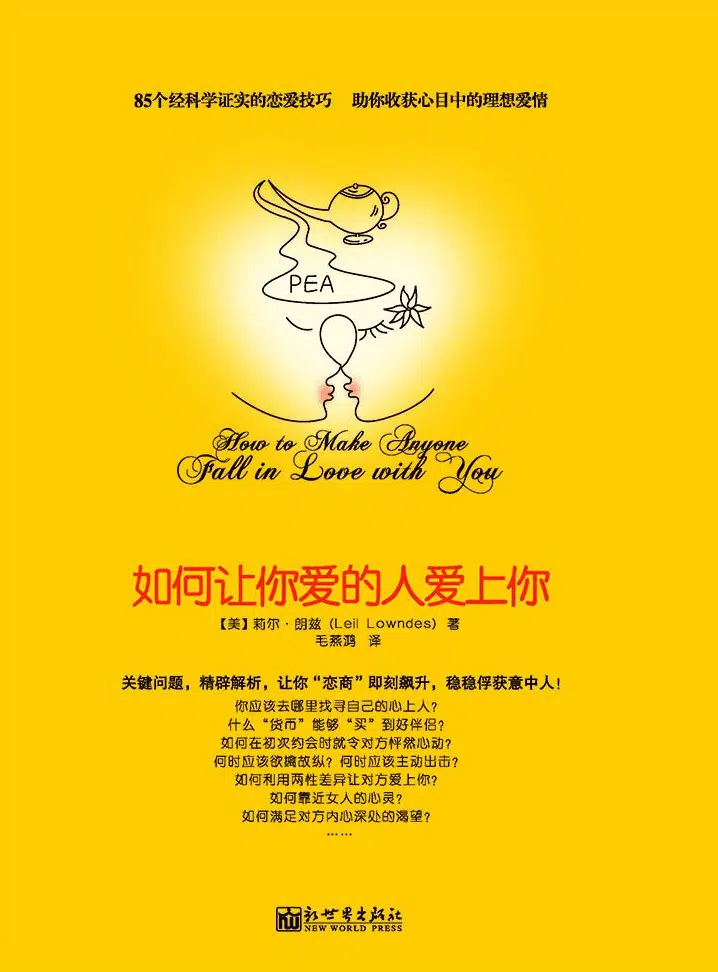 85个经科学证实的恋爱技巧 助你收获心目中的理想爱情
PEA
How to Make Anyone
Fall in Love with You
如何让你爱的人爱上你
【美】莉尔·朗兹（Leil Lowndes）著
毛燕鸿 译
关键问题，精辟解析，让你“恋商”即刻飙升，稳稳俘获意中人！
你应该去哪里找寻自己的心上人？
什么“货币”能够“买”到好伴侣？
如何在初次约会时就令对方怦然心动？
何时应该欲擒故纵？何时应该主动出击？
如何利用两性差异让对方爱上你？
如何靠近女人的心灵？
如何满足对方内心深处的渴望？
……
新世界出版社
NEW WORLD PRESS